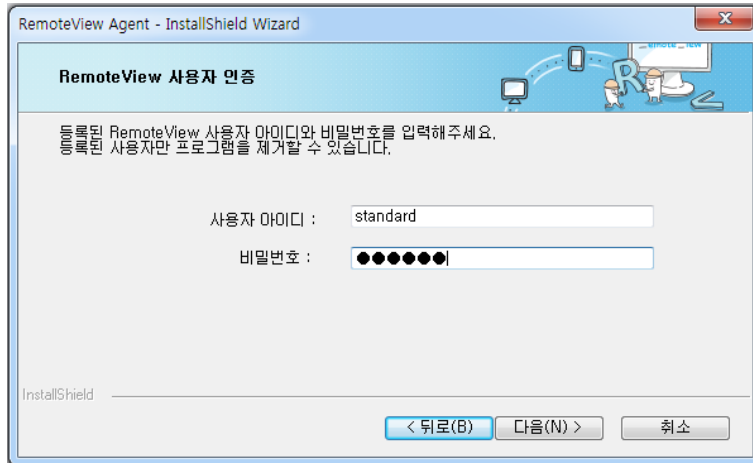 RemoteView Agent - InstallShield Wizard
RemoteView 사용자 인증
등록된 RemoteView 사용자 아이디와 비밀번호를 입력해주세요.
등록된 사용자만 프로그램을 제거할 수 있습니다.
사용자 아이디 : standard
비밀번호 : ●●●●●●
InstallShield
< 뒤로(B) 다음(N) > 취소